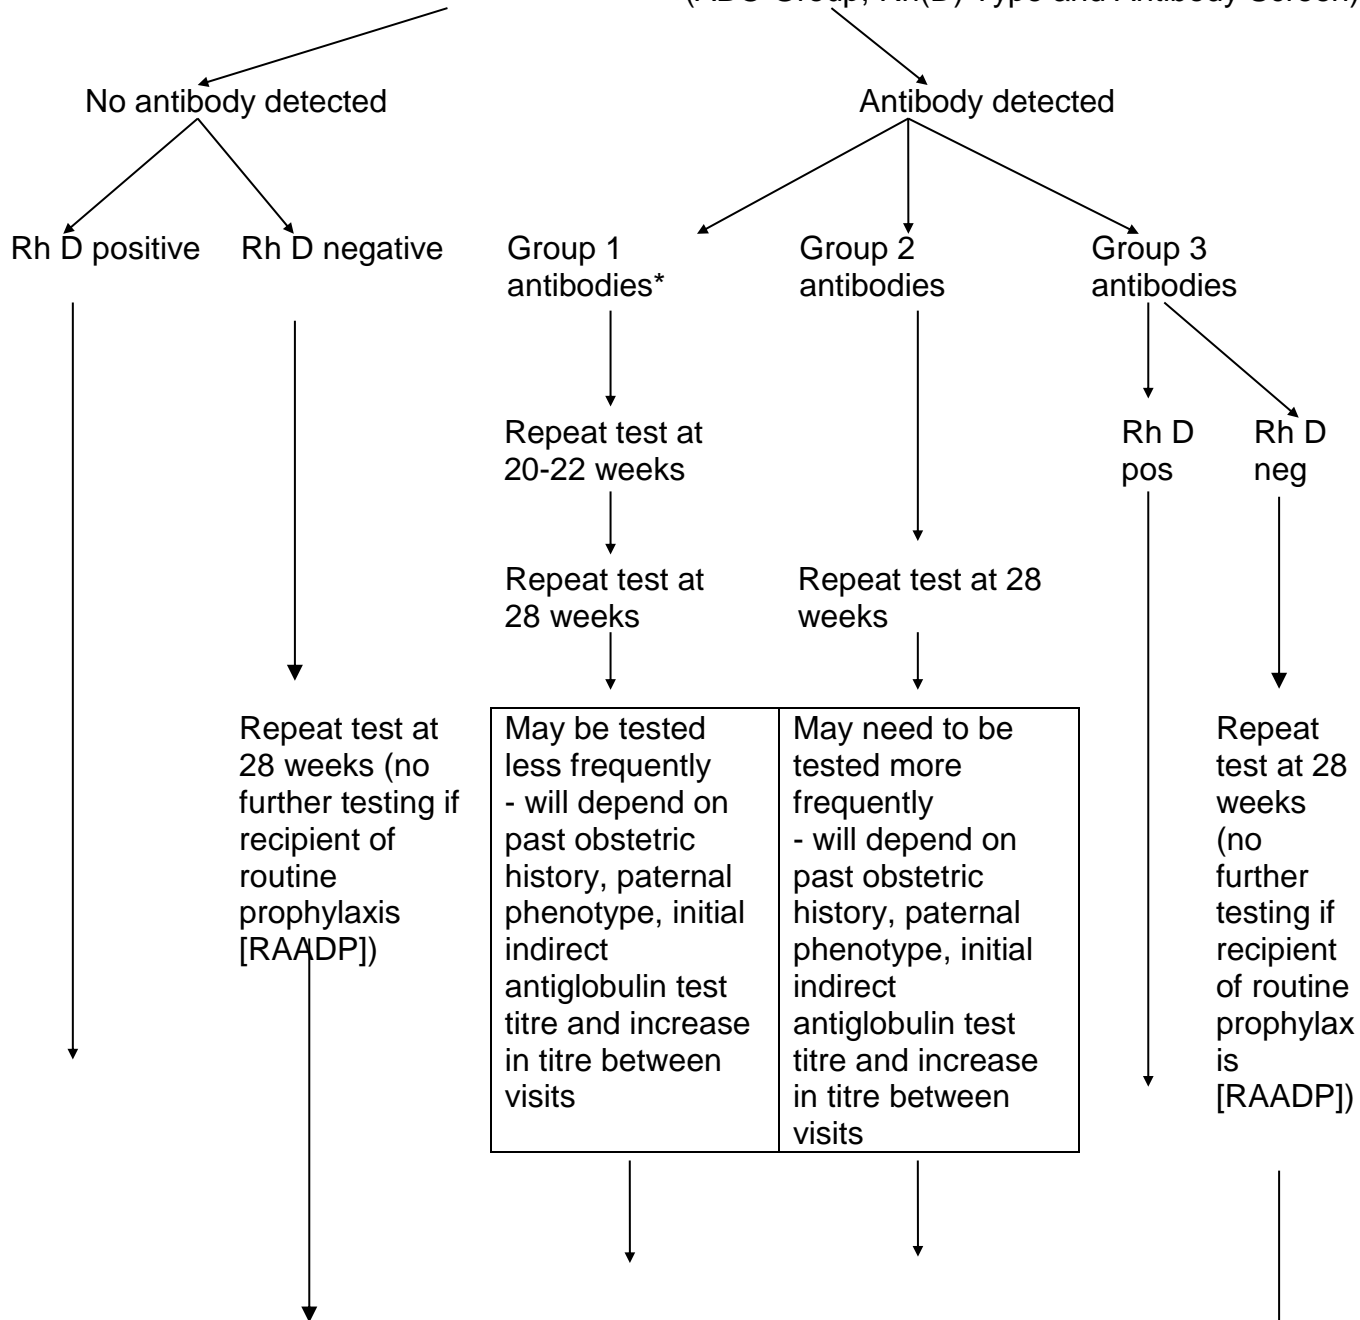 (ABO Group, Rh(D) Type and Antibody Screen)
No antibody detected
Antibody detected
Rh D positive
Rh D negative
Group 1
antibodies*
Group 2
antibodies
Group 3
antibodies
Repeat test at
20-22 weeks
Rh D
pos
Rh D
neg
Repeat test at
28 weeks
Repeat test at 28
weeks
Repeat test at
28 weeks (no
further testing if
recipient of
routine
prophylaxis
[RAADP])
May be tested
less frequently
- will depend on
past obstetric
history, paternal
phenotype, initial
indirect
antiglobulin test
titre and increase
in titre between
visits
May need to be
tested more
frequently
- will depend on
past obstetric
history, paternal
phenotype, initial
indirect
antiglobulin test
titre and increase
in titre between
visits
Repeat
test at 28
weeks
(no
further
testing if
recipient
of routine
prophylax
is
[RAADP])